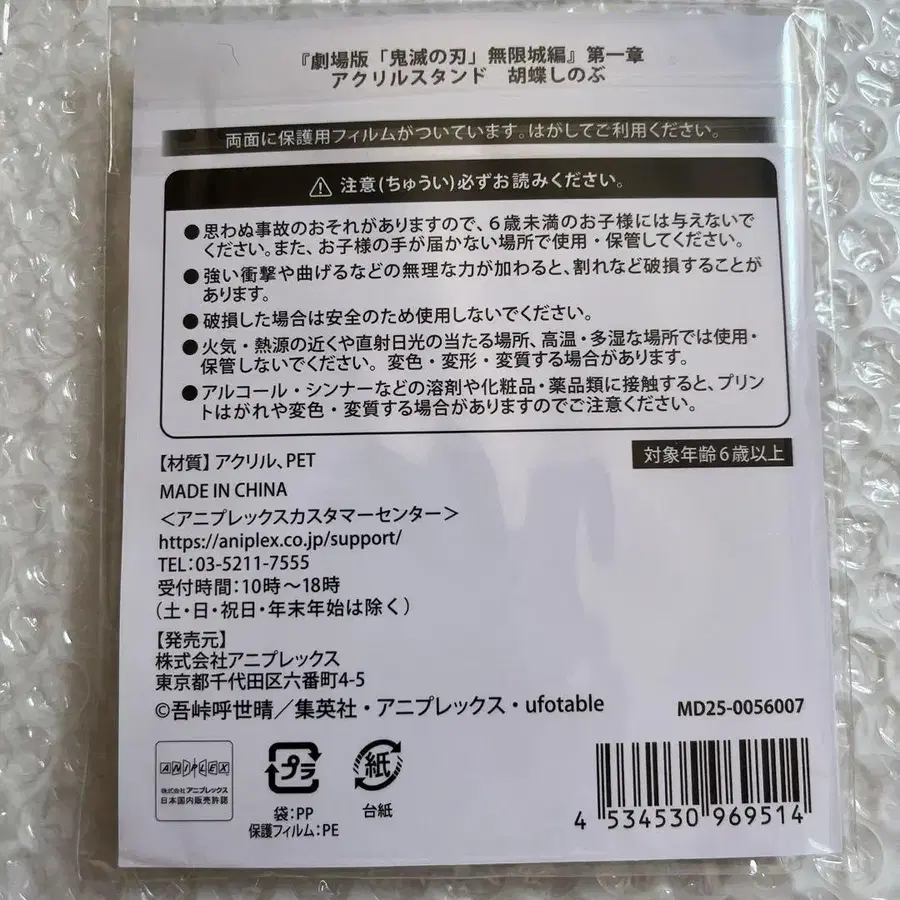 『劇場版「鬼滅の刃」無限城編』第一章
アクリルスタンド 胡蝶しのぶ
両面に保護用フィルムがついています。はがしてご利用ください。
注意(ちゅうい)必ずお読みください。
●思わぬ事故のおそれがありますので、6歳未満のお子様には与えないで
ください。また、お子様の手が届かない場所で使用・保管してください。
●強い衝撃や曲げるなどの無理な力が加わると、割れなど破損することが
あります。
●破損した場合は安全のため使用しないでください。
●火気・熱源の近くや直射日光の当たる場所、高温・多湿な場所では使用・
保管しないでください。変色・変形・変質する場合があります。
●アルコール・シンナーなどの溶剤や化粧品・薬品類に接触すると、プリン
トはがれや変色・変質する場合がありますのでご注意ください。
【材質】アクリル、PET
対象年齢6歳以上
MADE IN CHINA
<アニプレックスカスタマーセンター>
https://aniplex.co.jp/support/
TEL:03-5211-7555
受付時間:10時~18時
(土・日・祝日・年末年始は除く)
【発売元】
株式会社アニプレックス
東京都千代田区六番町4-5
©吾峠呼世晴/集英社・アニプレックス・ufotable
MD25-0056007
ANIPLEX
株式会社アニプレックス
日本国内販売許諾
プラ
袋:PP
保護フィルム:PE
紙
台紙
4 534530 969514